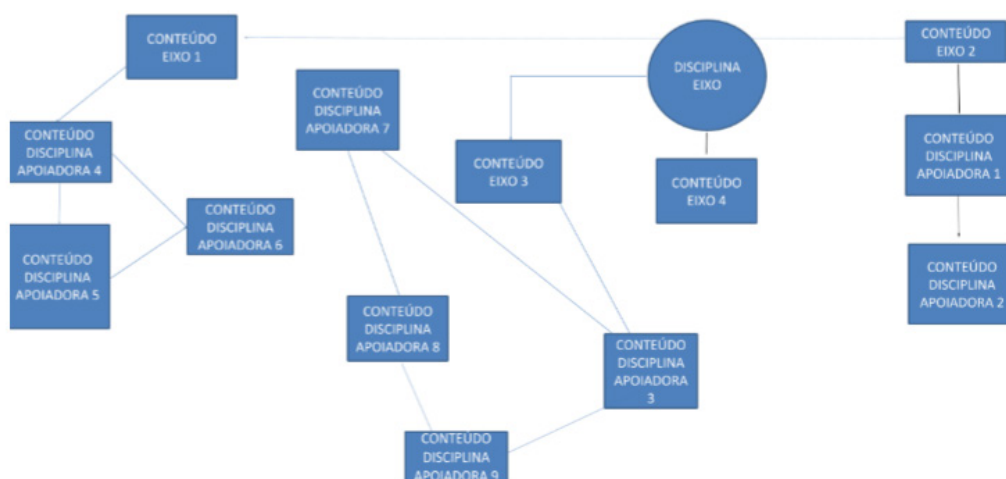 CONTEÚDO
EIXO 1
DISCIPLINA
EIXO
CONTEÚDO
EIXO 2
CONTEÚDO
DISCIPLINA
APOIADORA 7
CONTEÚDO
DISCIPLINA
APOIADORA 4
CONTEÚDO
EIXO 3
CONTEÚDO
EIXO 4
CONTEÚDO
DISCIPLINA
APOIADORA 1
CONTEÚDO
DISCIPLINA
APOIADORA 6
CONTEÚDO
DISCIPLINA
APOIADORA 5
CONTEÚDO
DISCIPLINA
APOIADORA 2
CONTEÚDO
DISCIPLINA
APOIADORA 8
CONTEÚDO
DISCIPLINA
APOIADORA
3
CONTEÚDO
DISCIPLINA
APOIADORA 9